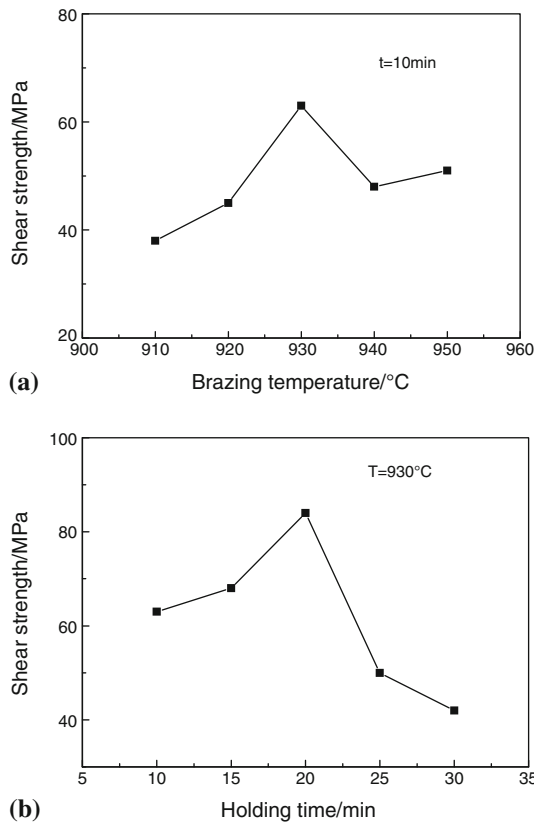 80
t=10min
60
Shear strength/MPa
40
20
900 910 920 930 940 950 960
(a) Brazing temperature/°C
100
T=930°C
80
Shear strength/MPa
60
40
5 10 15 20 25 30 35
(b) Holding time/min